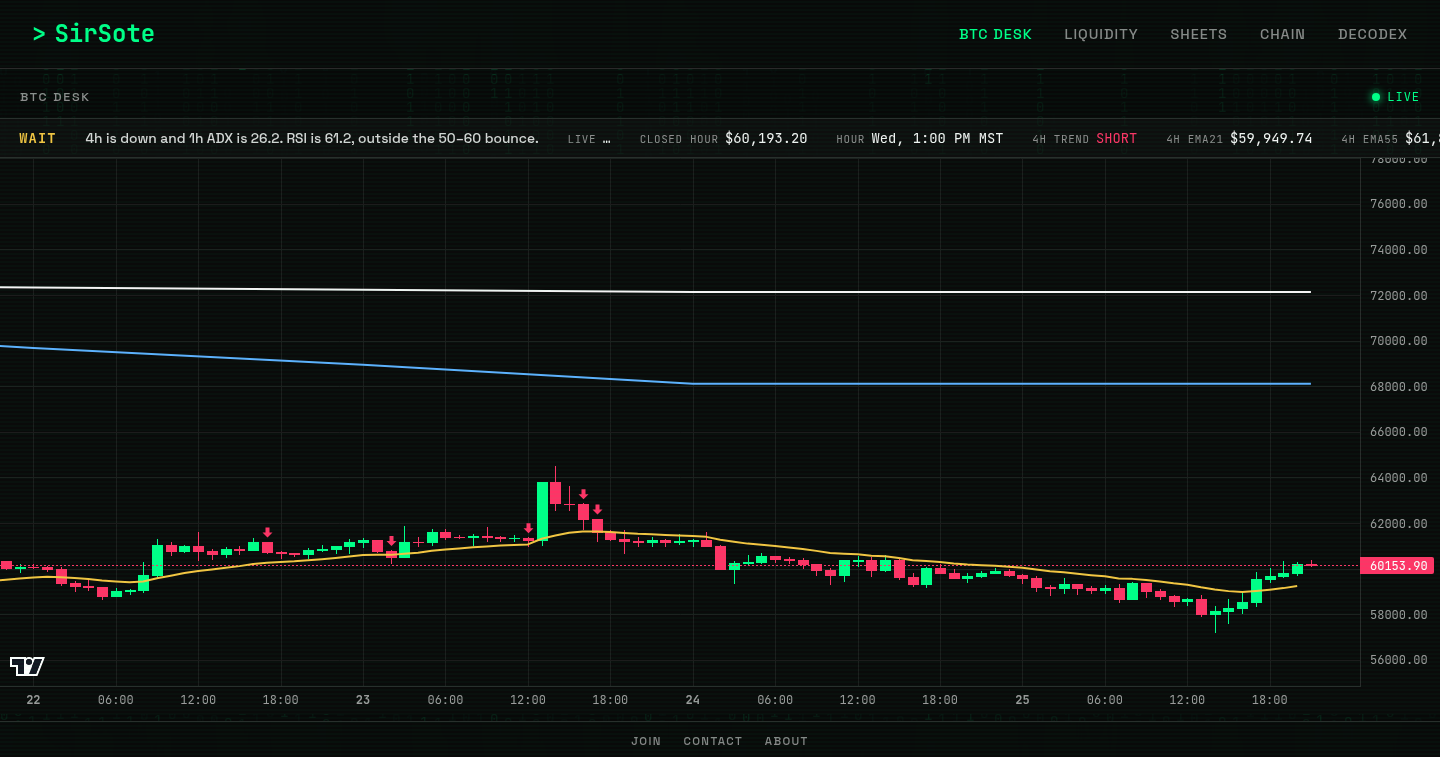 > SirSote
BTC DESK LIQUIDITY SHEETS CHAIN DECODEX
BTC DESK
LIVE
WAIT 4h is down and 1h ADX is 26.2. RSI is 61.2, outside the 50–60 bounce. LIVE … CLOSED HOUR $60,193.20 HOUR Wed, 1:00 PM MST 4H TREND SHORT 4H EMA21 $59,949.74 4H EMA55 $61,8
78000.00
76000.00
74000.00
72000.00
70000.00
68000.00
66000.00
64000.00
62000.00
60153.90
58000.00
56000.00
22 06:00 12:00 18:00 23 06:00 12:00 18:00 24 06:00 12:00 18:00 25 06:00 12:00 18:00
JOIN CONTACT ABOUT